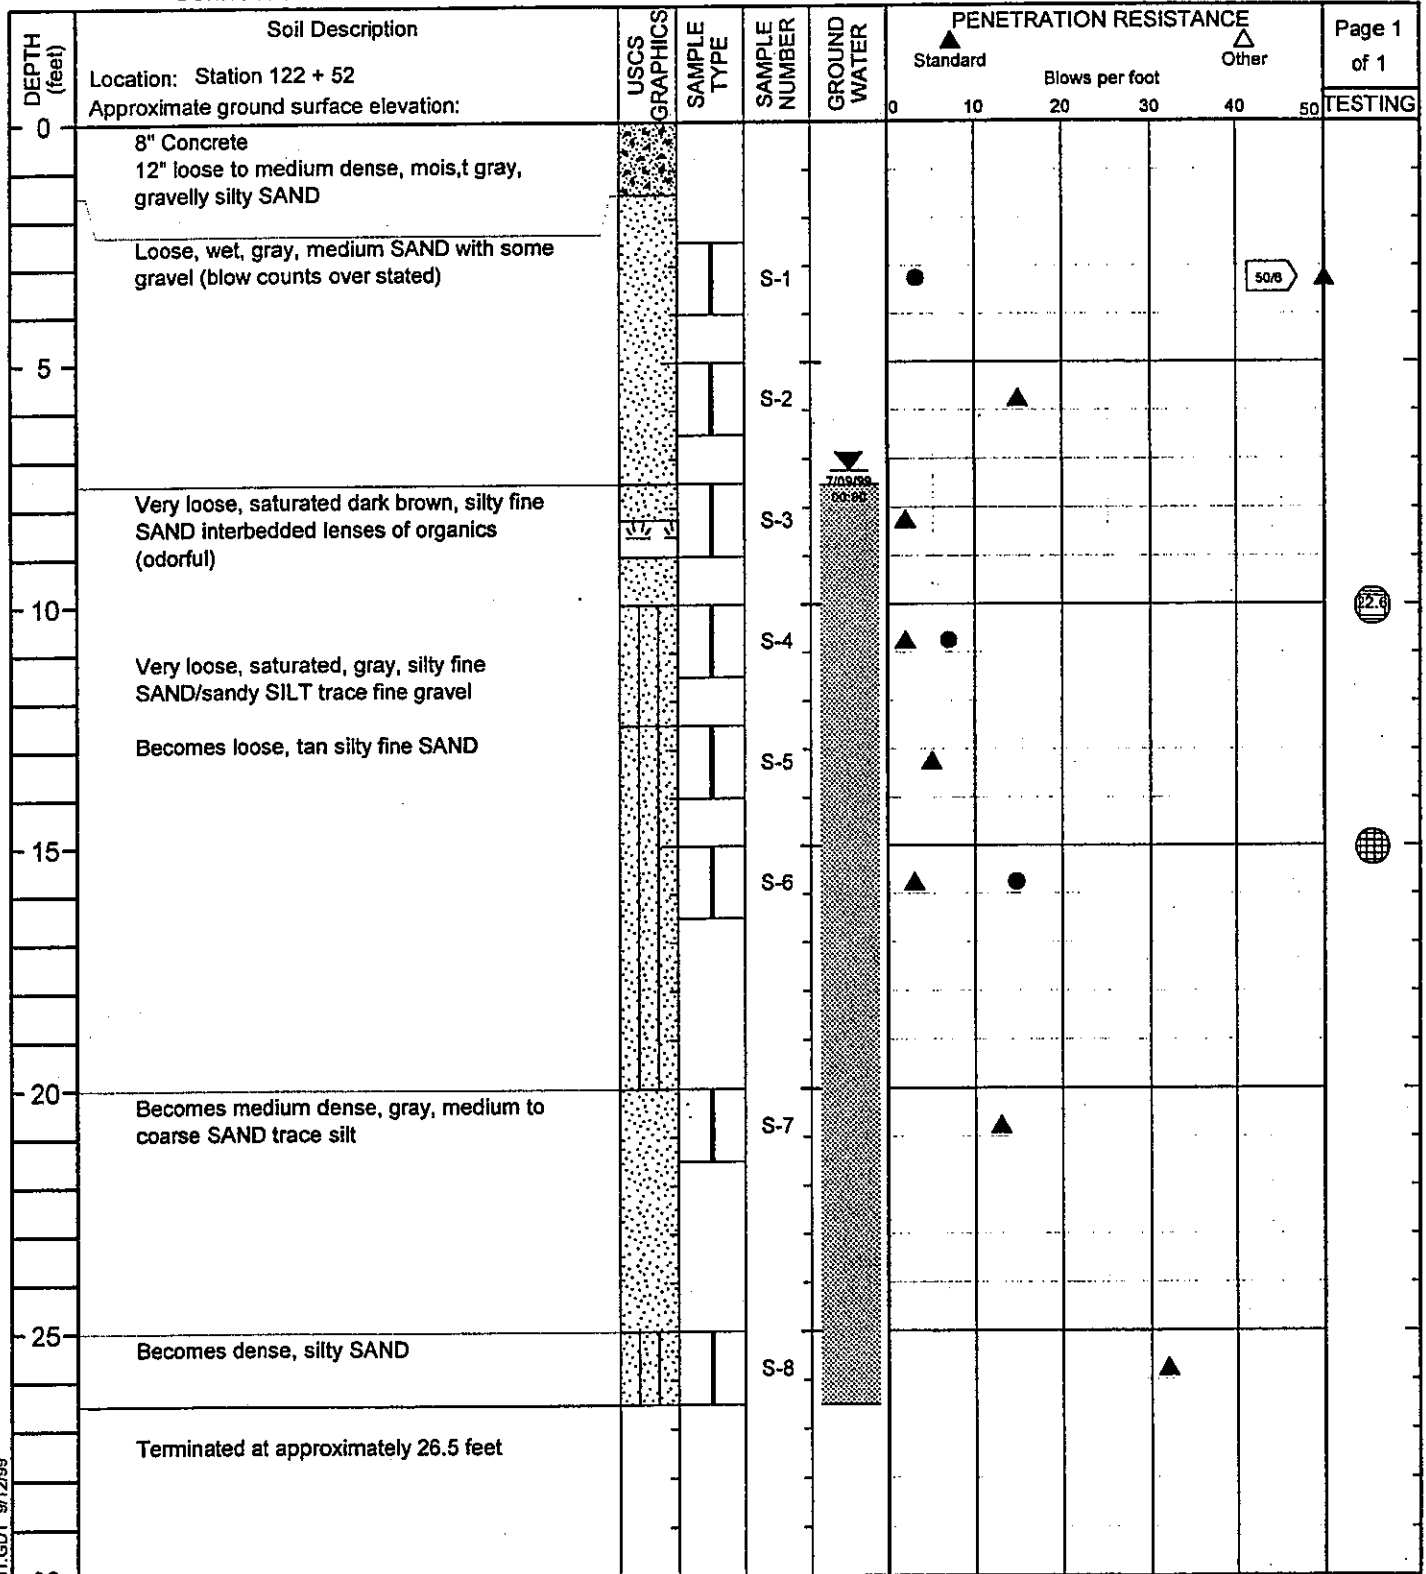 DEPTH (feet)
Soil Description
Location: Station 122 + 52
Approximate ground surface elevation:
USCS GRAPHICS
SAMPLE TYPE
SAMPLE NUMBER
GROUND WATER
PENETRATION RESISTANCE
Standard
Other
Blows per foot
0 10 20 30 40 50
Page 1
of 1
TESTING
0
8" Concrete
12" loose to medium dense, mois,t gray,
gravelly silty SAND
Loose, wet, gray, medium SAND with some
gravel (blow counts over stated)
S-1
50/6
5
S-2
7/09/99
00:00
Very loose, saturated dark brown, silty fine
SAND interbedded lenses of organics
(odorful)
S-3
10
22.6
S-4
Very loose, saturated, gray, silty fine
SAND/sandy SILT trace fine gravel
Becomes loose, tan silty fine SAND
S-5
15
S-6
20
Becomes medium dense, gray, medium to
coarse SAND trace silt
S-7
25
Becomes dense, silty SAND
S-8
Terminated at approximately 26.5 feet
9/12/99